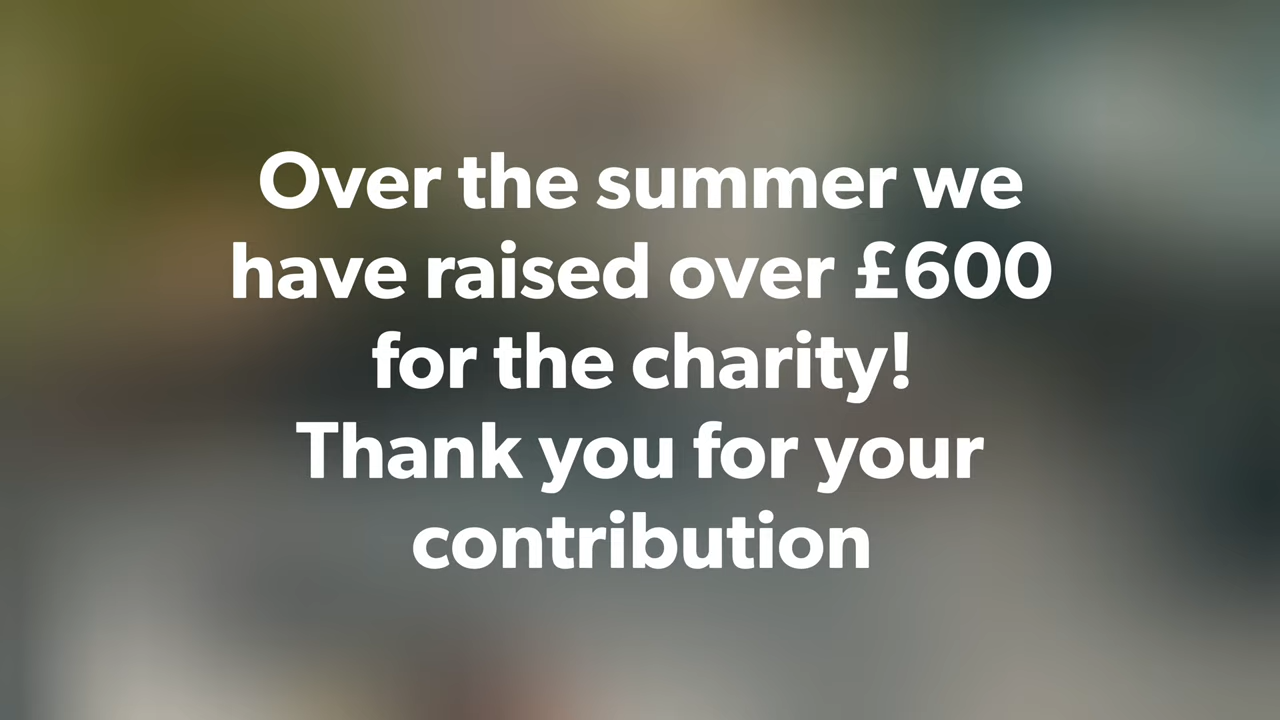 Over the summer we
have raised over £600
for the charity!
Thank you for your
contribution